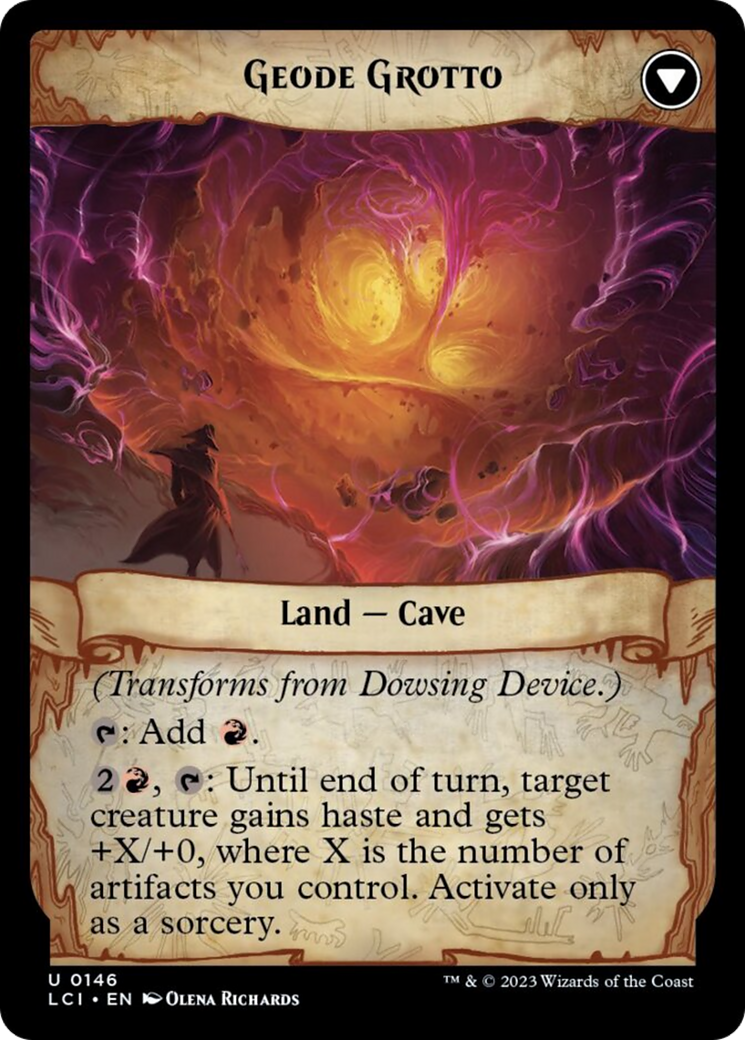 Geode Grotto
Land — Cave
(Transforms from Dowsing Device.)
: Add .
2 , : Until end of turn, target
creature gains haste and gets
+X/+0, where X is the number of
artifacts you control. Activate only
as a sorcery.
U 0146
™ & © 2023 Wizards of the Coast
LCI • EN Olena Richards